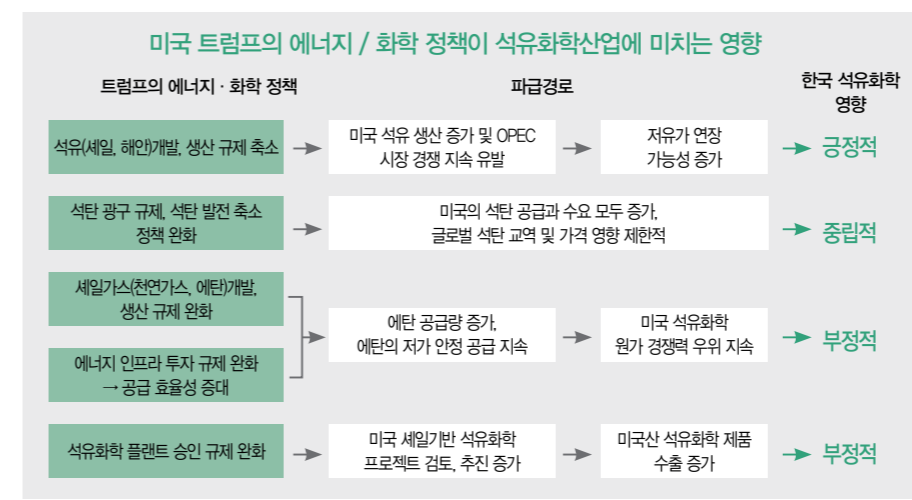 미국 트럼프의 에너지 / 화학 정책이 석유화학산업에 미치는 영향
트럼프의 에너지 · 화학 정책
파급경로
한국 석유화학
영향
석유(셰일, 해안)개발, 생산 규제 축소
미국 석유 생산 증가 및 OPEC
시장 경쟁 지속 유발
저유가 연장
가능성 증가
긍정적
석탄 광구 규제, 석탄 발전 축소
정책 완화
미국의 석탄 공급과 수요 모두 증가,
글로벌 석탄 교역 및 가격 영향 제한적
중립적
셰일가스(천연가스, 에탄)개발,
생산 규제 완화
에너지 인프라 투자 규제 완화
→ 공급 효율성 증대
에탄 공급량 증가,
에탄의 저가 안정 공급 지속
미국 석유화학
원가 경쟁력 우위 지속
부정적
석유화학 플랜트 승인 규제 완화
미국 셰일기반 석유화학
프로젝트 검토, 추진 증가
미국산 석유화학 제품
수출 증가
부정적